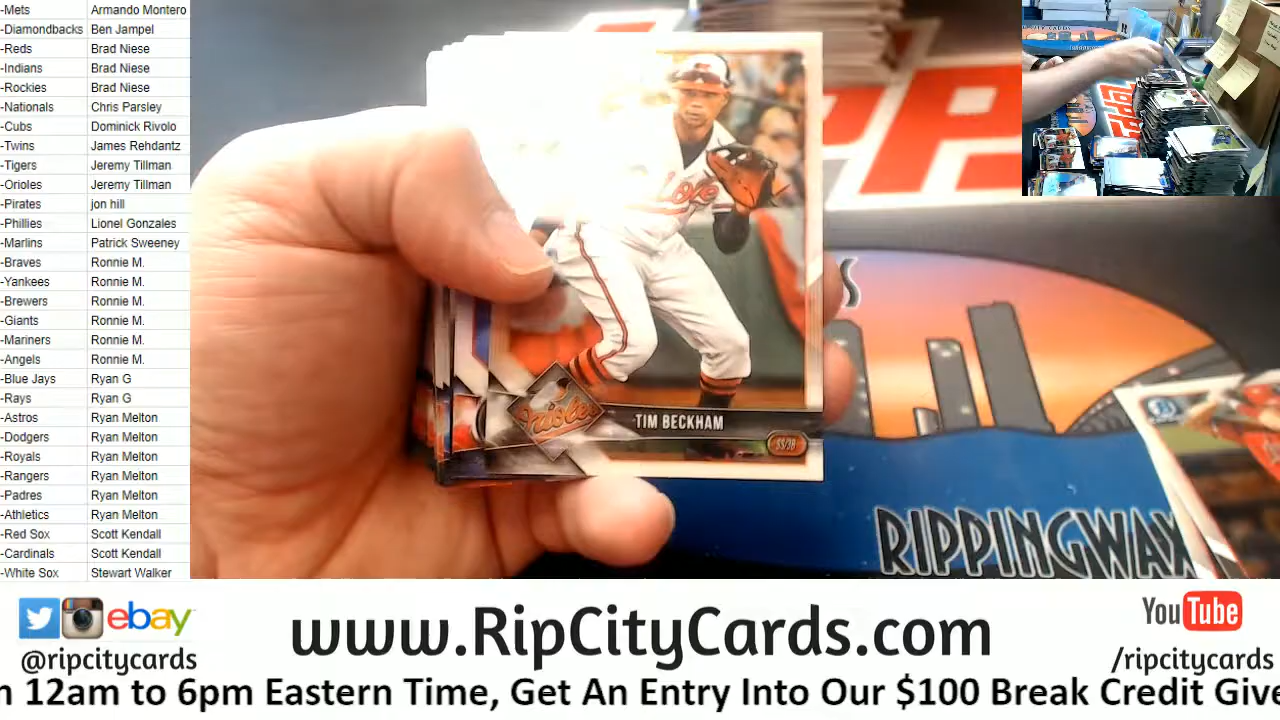 -Mets Armando Montero
-Diamondbacks Ben Jampel
-Reds Brad Niese
-Indians Brad Niese
-Rockies Brad Niese
-Nationals Chris Parsley
-Cubs Dominick Rivolo
-Twins James Rehdantz
-Tigers Jeremy Tillman
-Orioles Jeremy Tillman
-Pirates jon hill
-Phillies Lionel Gonzales
-Marlins Patrick Sweeney
-Braves Ronnie M.
-Yankees Ronnie M.
-Brewers Ronnie M.
-Giants Ronnie M.
-Mariners Ronnie M.
-Angels Ronnie M.
-Blue Jays Ryan G
-Rays Ryan G
-Astros Ryan Melton
-Dodgers Ryan Melton
-Royals Ryan Melton
-Rangers Ryan Melton
-Padres Ryan Melton
-Athletics Ryan Melton
-Red Sox Scott Kendall
-Cardinals Scott Kendall
-White Sox Stewart Walker
Orioles
TIM BECKHAM
SS/3B
RIPPINGWAX
TOPPS
ebay
@ripcitycards
www.RipCityCards.com
YouTube
/ripcitycards
n 12am to 6pm Eastern Time, Get An Entry Into Our $100 Break Credit Give